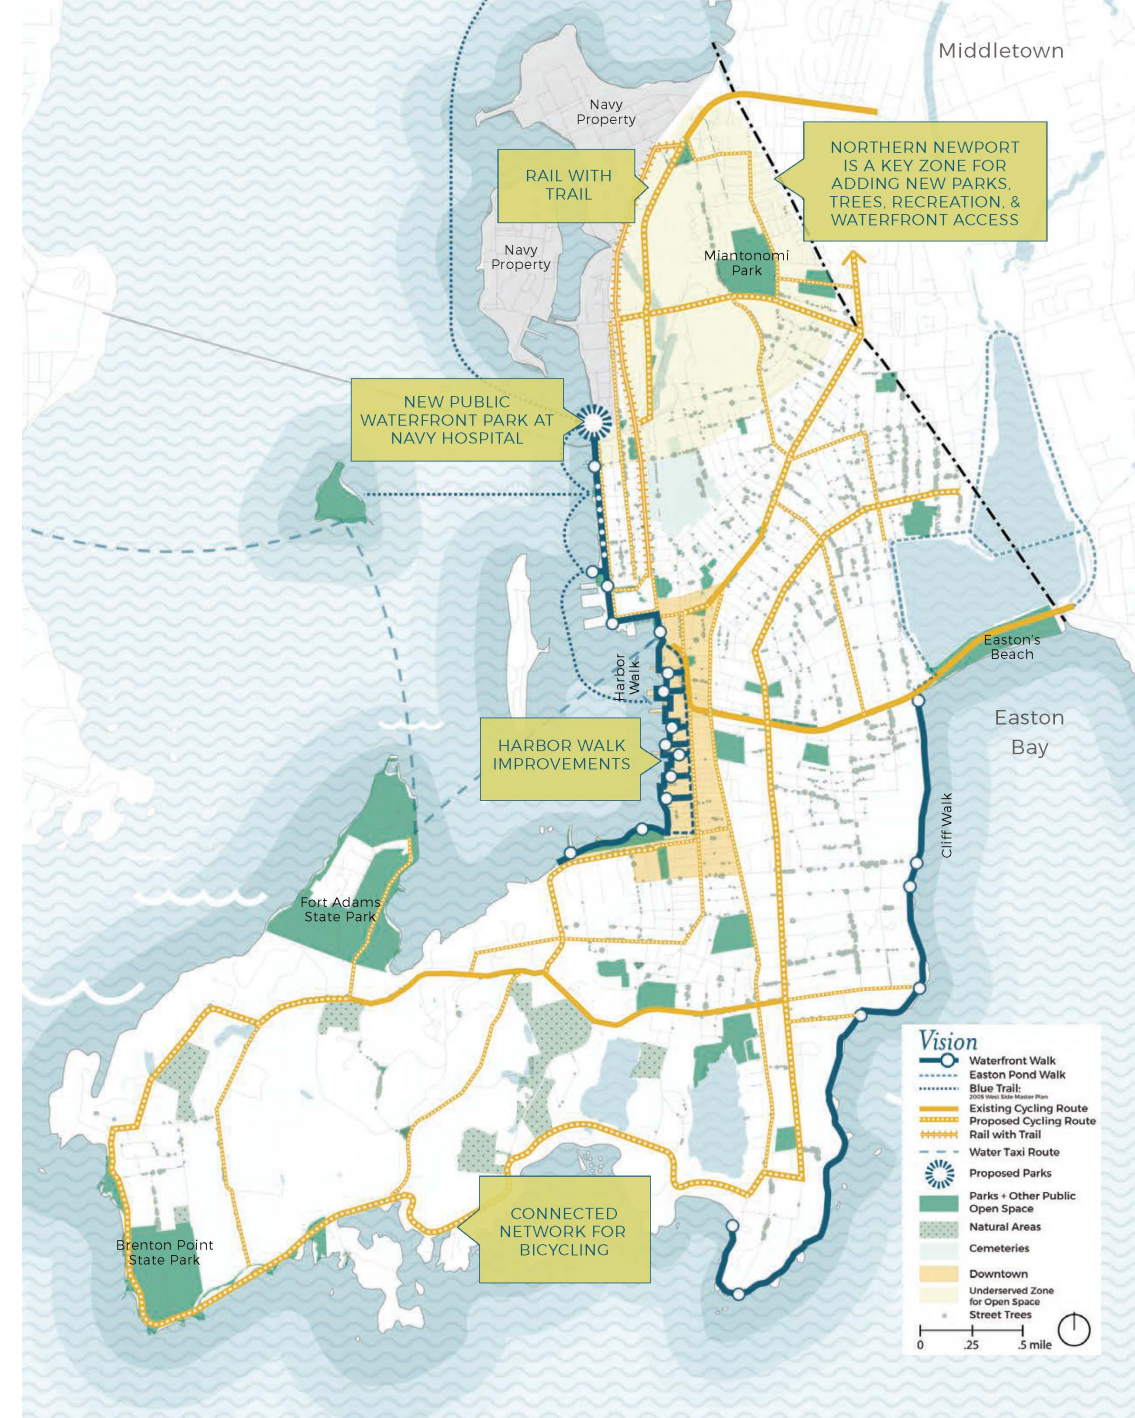 Middletown
Navy
Property
NORTHERN NEWPORT
IS A KEY ZONE FOR
ADDING NEW PARKS,
TREES, RECREATION, &
WATERFRONT ACCESS
RAIL WITH
TRAIL
Navy
Property
Miantonomi
Park
NEW PUBLIC
WATERFRONT PARK AT
NAVY HOSPITAL
Easton's
Beach
Harbor
Walk
Easton
Bay
HARBOR WALK
IMPROVEMENTS
Cliff Walk
Fort Adams
State Park
CONNECTED
NETWORK FOR
BICYCLING
Brenton Point
State Park
Vision
Waterfront Walk
Easton Pond Walk
Blue Trail:
2005 West Side Master Plan
Existing Cycling Route
Proposed Cycling Route
Rail with Trail
Water Taxi Route
Proposed Parks
Parks + Other Public
Open Space
Natural Areas
Cemeteries
Downtown
Underserved Zone
for Open Space
Street Trees
0 .25 .5 mile